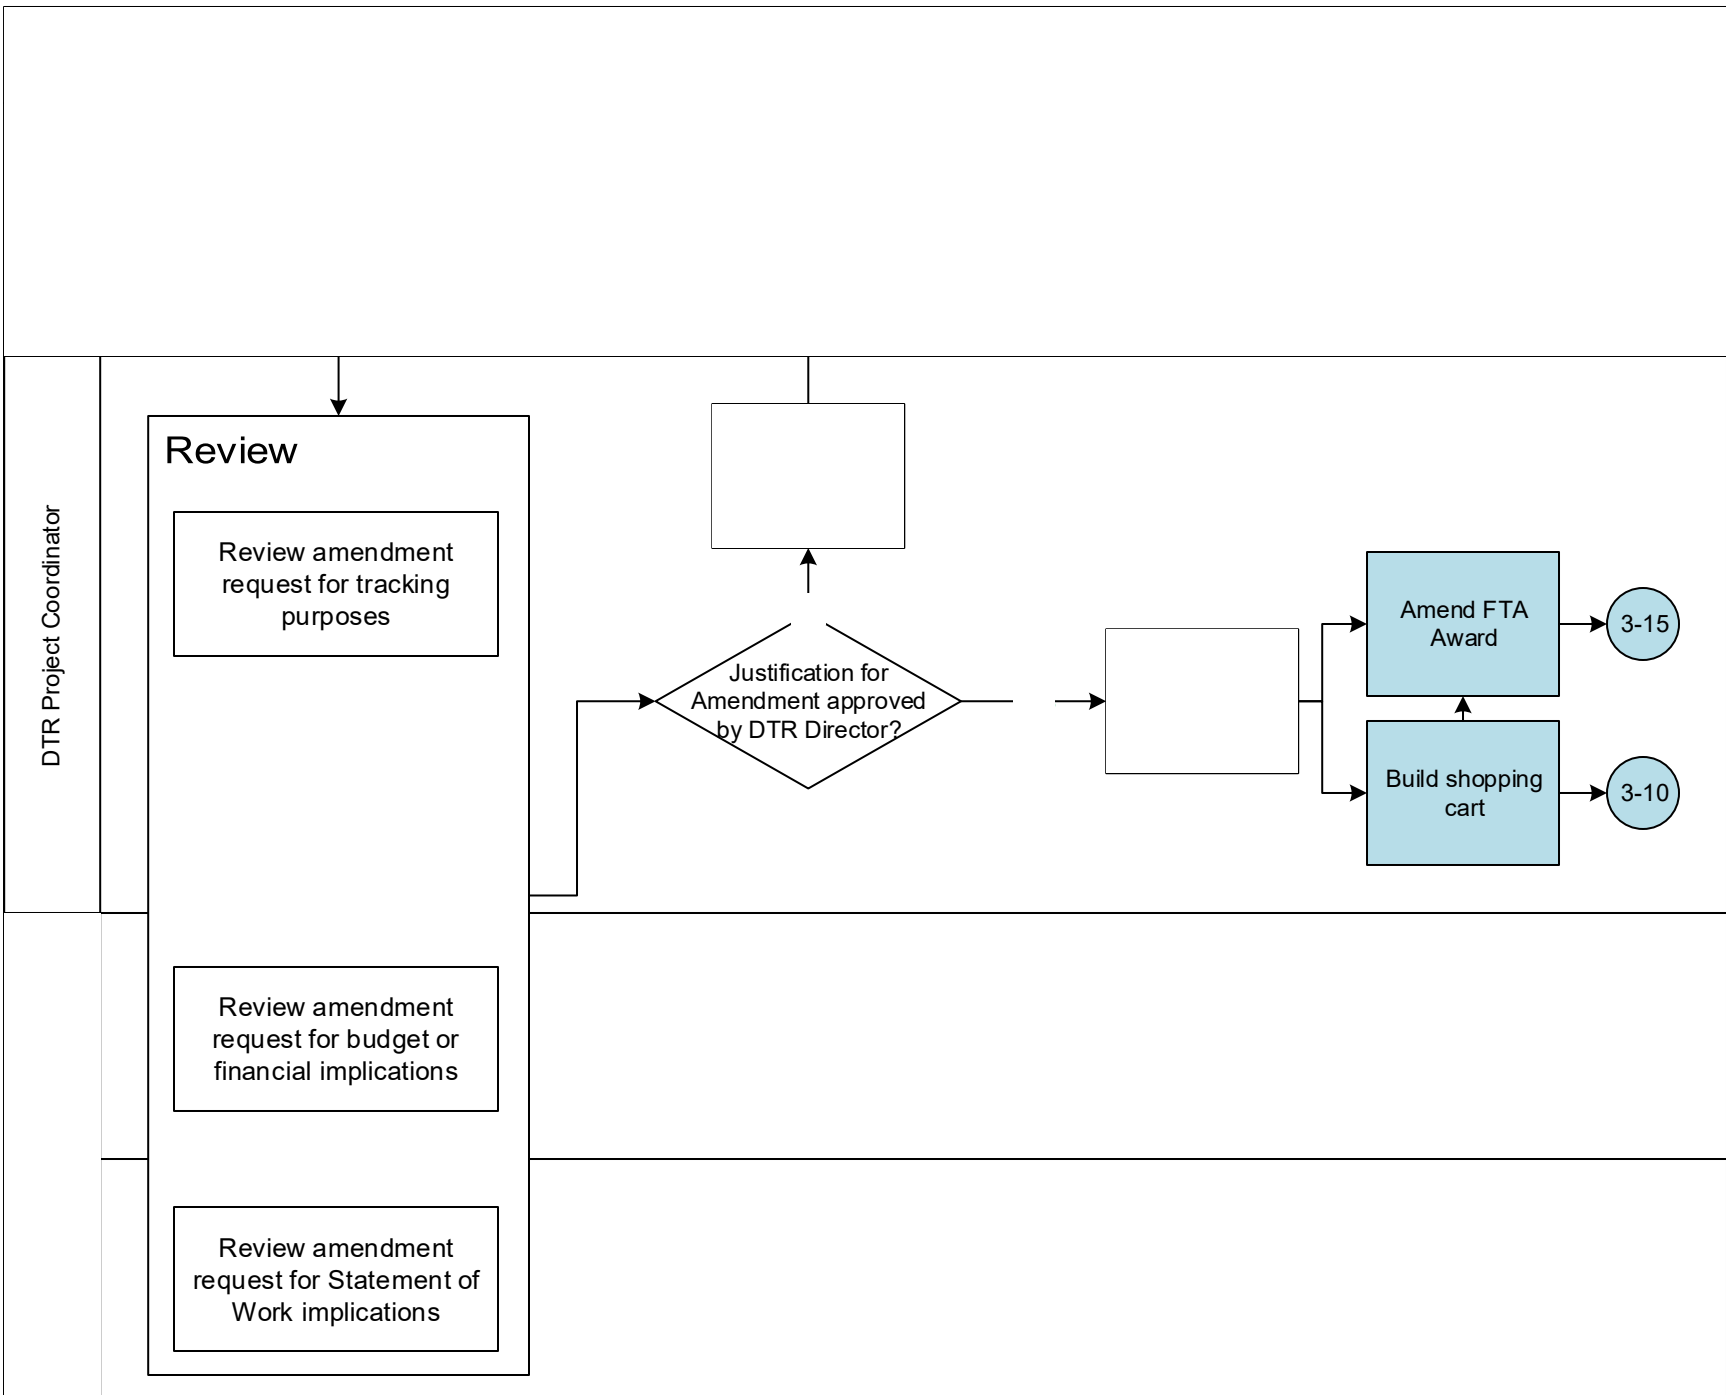 DTR Project Coordinator
Review
Review amendment
request for tracking
purposes
Justification for
Amendment approved
by DTR Director?
Amend FTA
Award
3-15
Build shopping
cart
3-10
Review amendment
request for budget or
financial implications
Review amendment
request for Statement of
Work implications